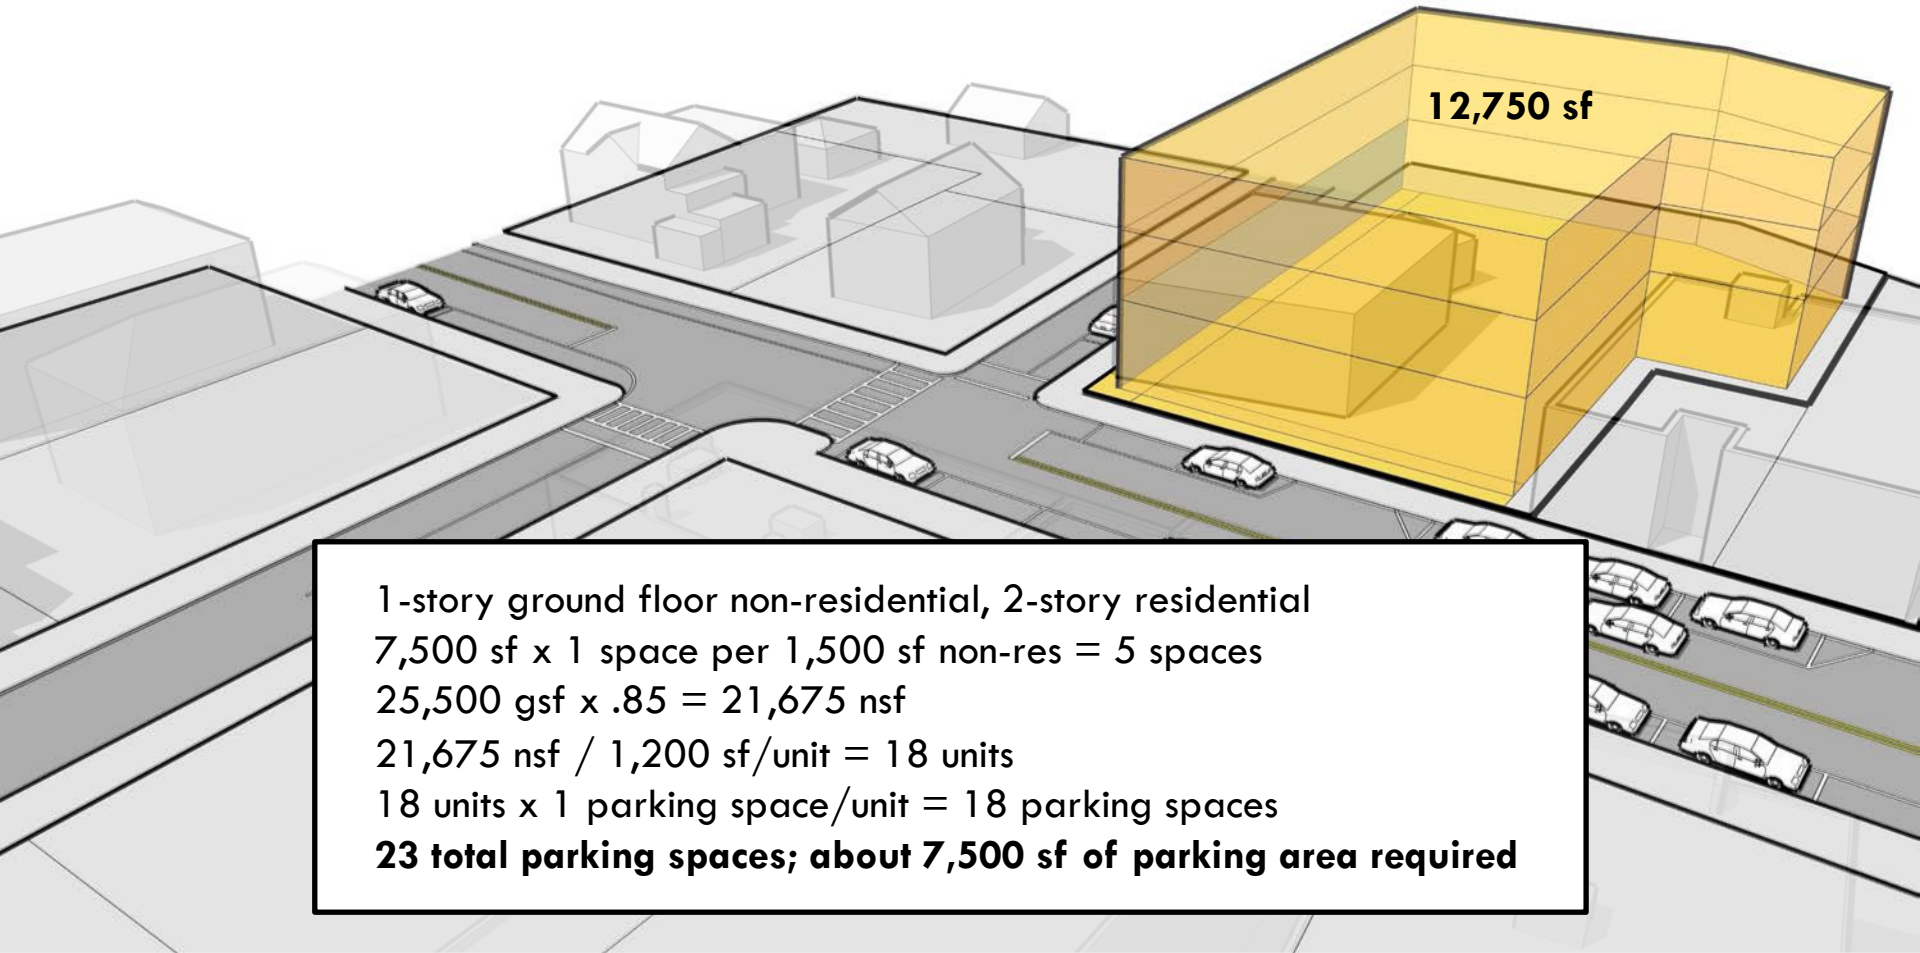 12,750 sf
1-story ground floor non-residential, 2-story residential
7,500 sf x 1 space per 1,500 sf non-res = 5 spaces
25,500 gsf x .85 = 21,675 nsf
21,675 nsf / 1,200 sf/unit = 18 units
18 units x 1 parking space/unit = 18 parking spaces
23 total parking spaces; about 7,500 sf of parking area required